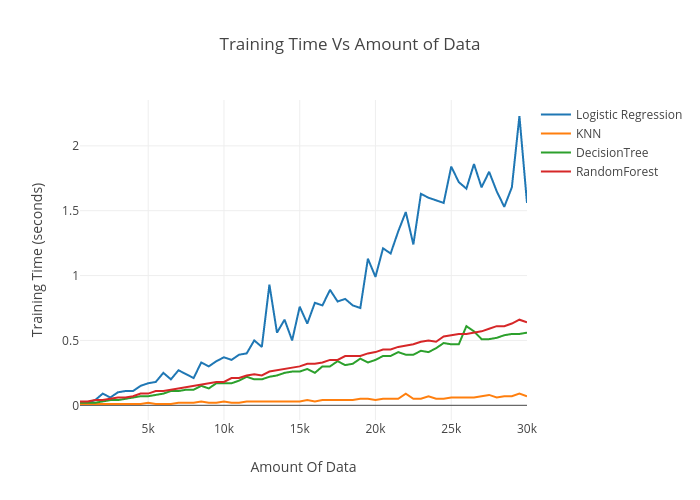 Training Time Vs Amount of Data
Logistic Regression
KNN
DecisionTree
RandomForest
Training Time (seconds)
2
1.5
1
0.5
0
5k
10k
15k
20k
25k
30k
Amount Of Data